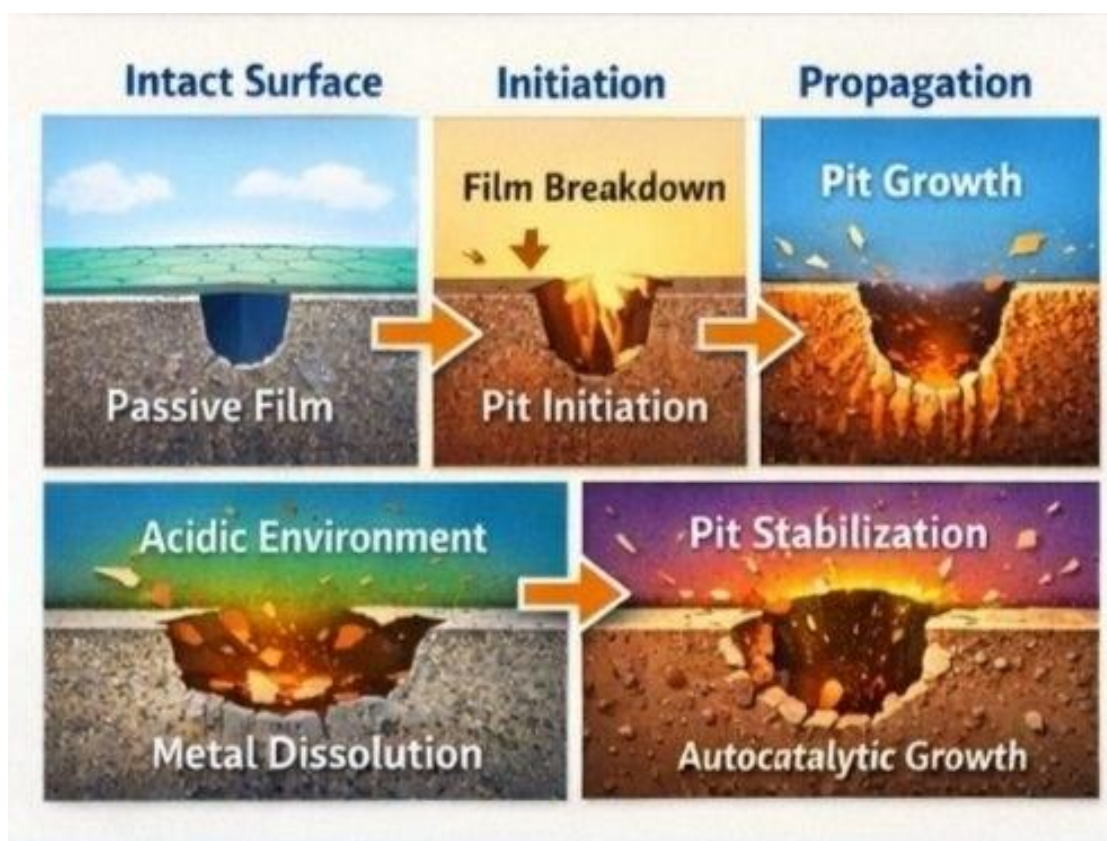 Intact Surface
Initiation
Propagation
Film Breakdown
Pit Growth
Passive Film
Pit Initiation
Acidic Environment
Pit Stabilization
Metal Dissolution
Autocatalytic Growth